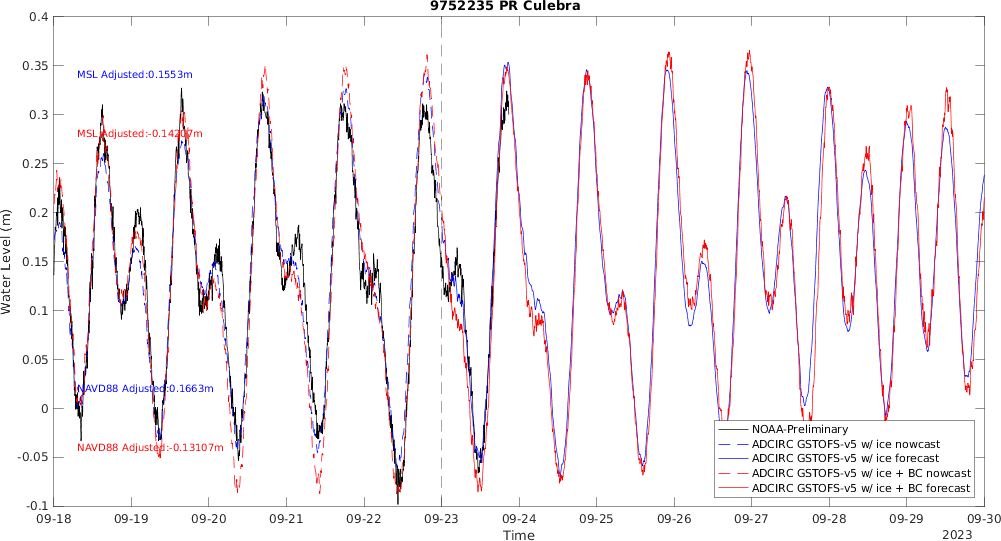 9752235 PR Culebra
0.4
0.35
0.3
0.25
0.2
0.15
0.1
0.05
0
-0.05
-0.1
Water Level (m)
MSL Adjusted:0.1553m
MSL Adjusted:-0.14207m
NAVD88 Adjusted:0.1663m
NAVD88 Adjusted:-0.13107m
NOAA-Preliminary
ADCIRC GSTOFS-v5 w/ ice nowcast
ADCIRC GSTOFS-v5 w/ ice forecast
ADCIRC GSTOFS-v5 w/ ice + BC nowcast
ADCIRC GSTOFS-v5 w/ ice + BC forecast
09-18 09-19 09-20 09-21 09-22 09-23 09-24 09-25 09-26 09-27 09-28 09-29 09-30
Time
2023